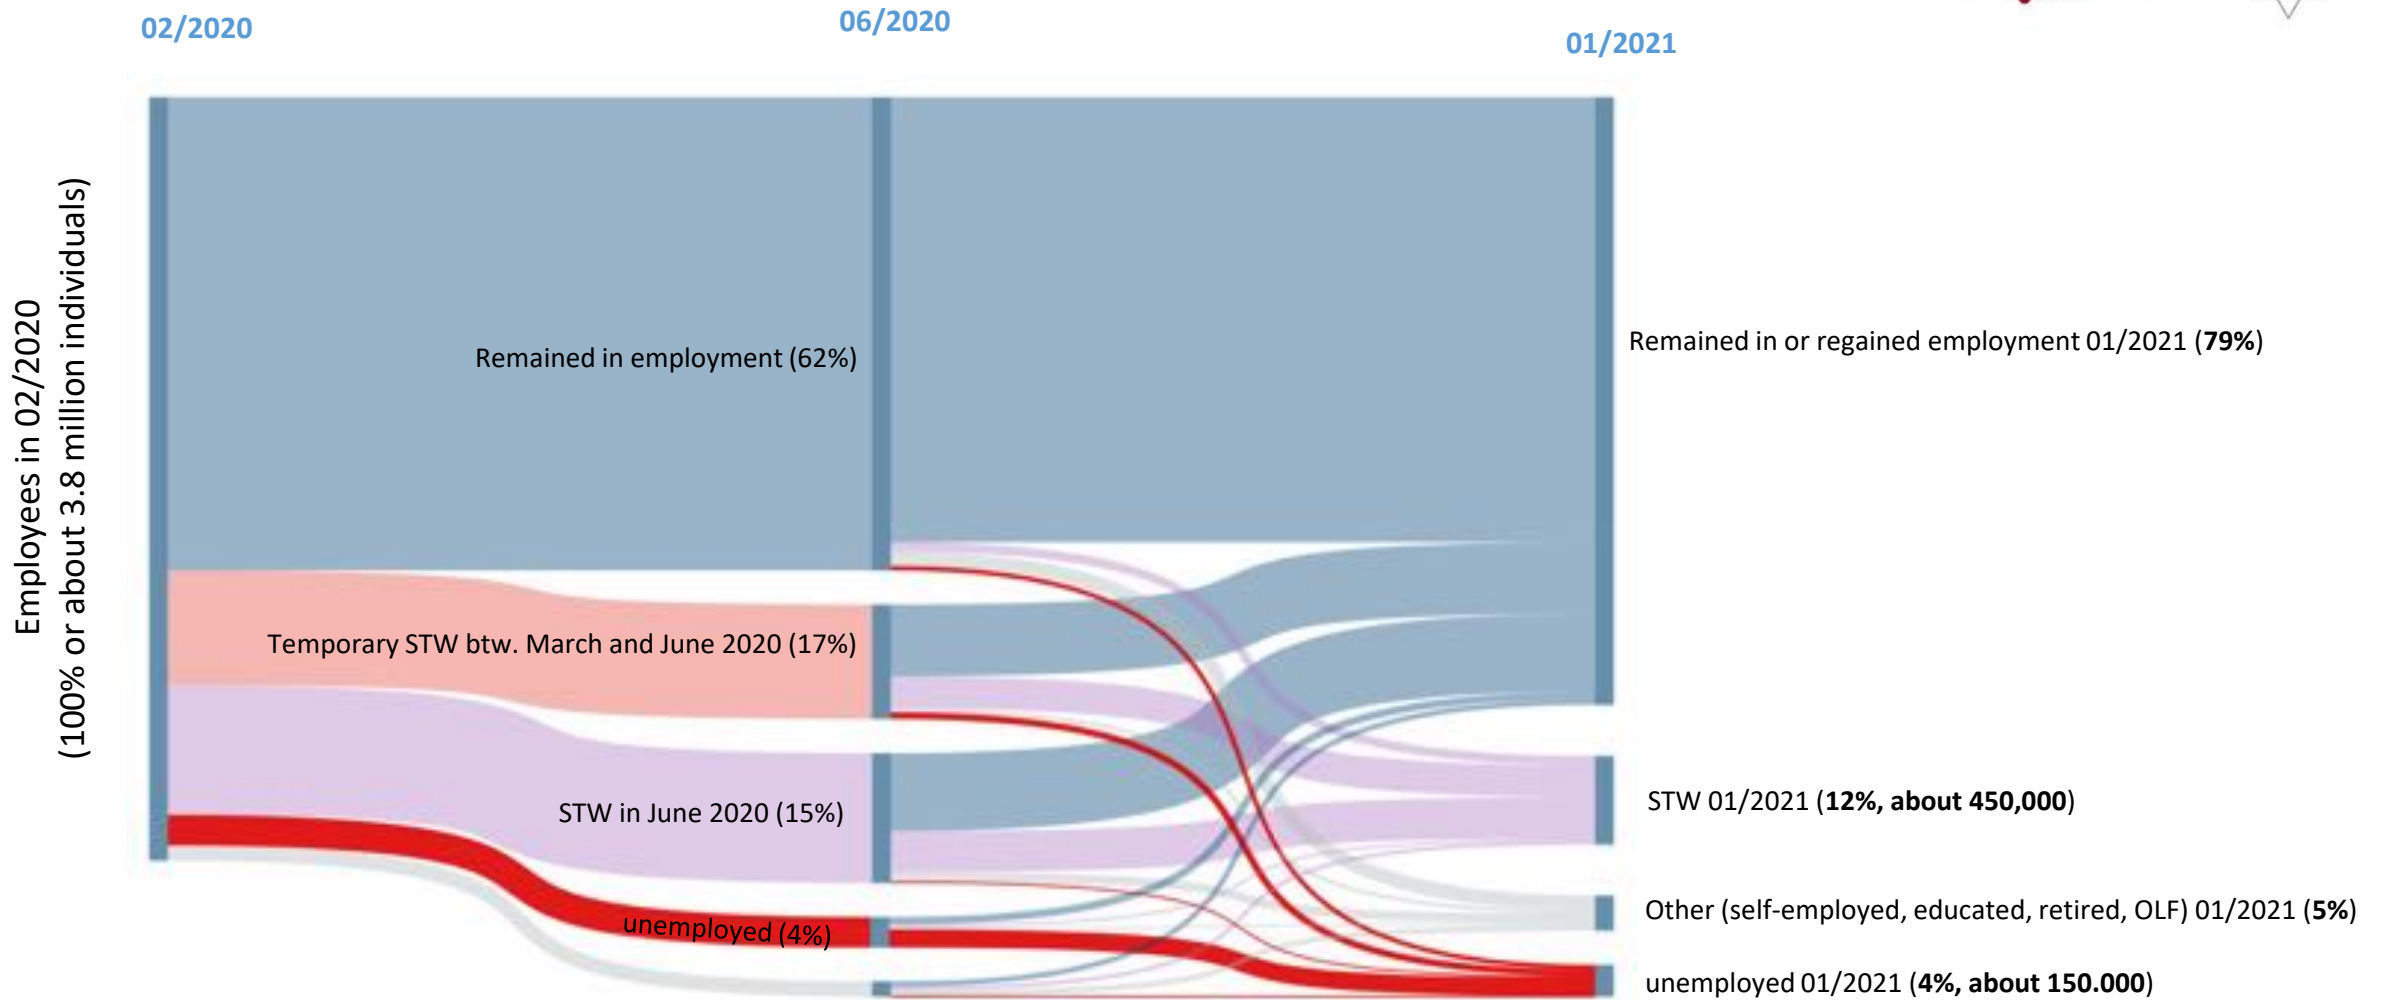 02/2020
06/2020
01/2021
Employees in 02/2020
(100% or about 3.8 million individuals)
Remained in employment (62%)
Remained in or regained employment 01/2021 (79%)
Temporary STW btw. March and June 2020 (17%)
STW in June 2020 (15%)
STW 01/2021 (12%, about 450,000)
unemployed (4%)
Other (self-employed, educated, retired, OLF) 01/2021 (5%)
unemployed 01/2021 (4%, about 150.000)